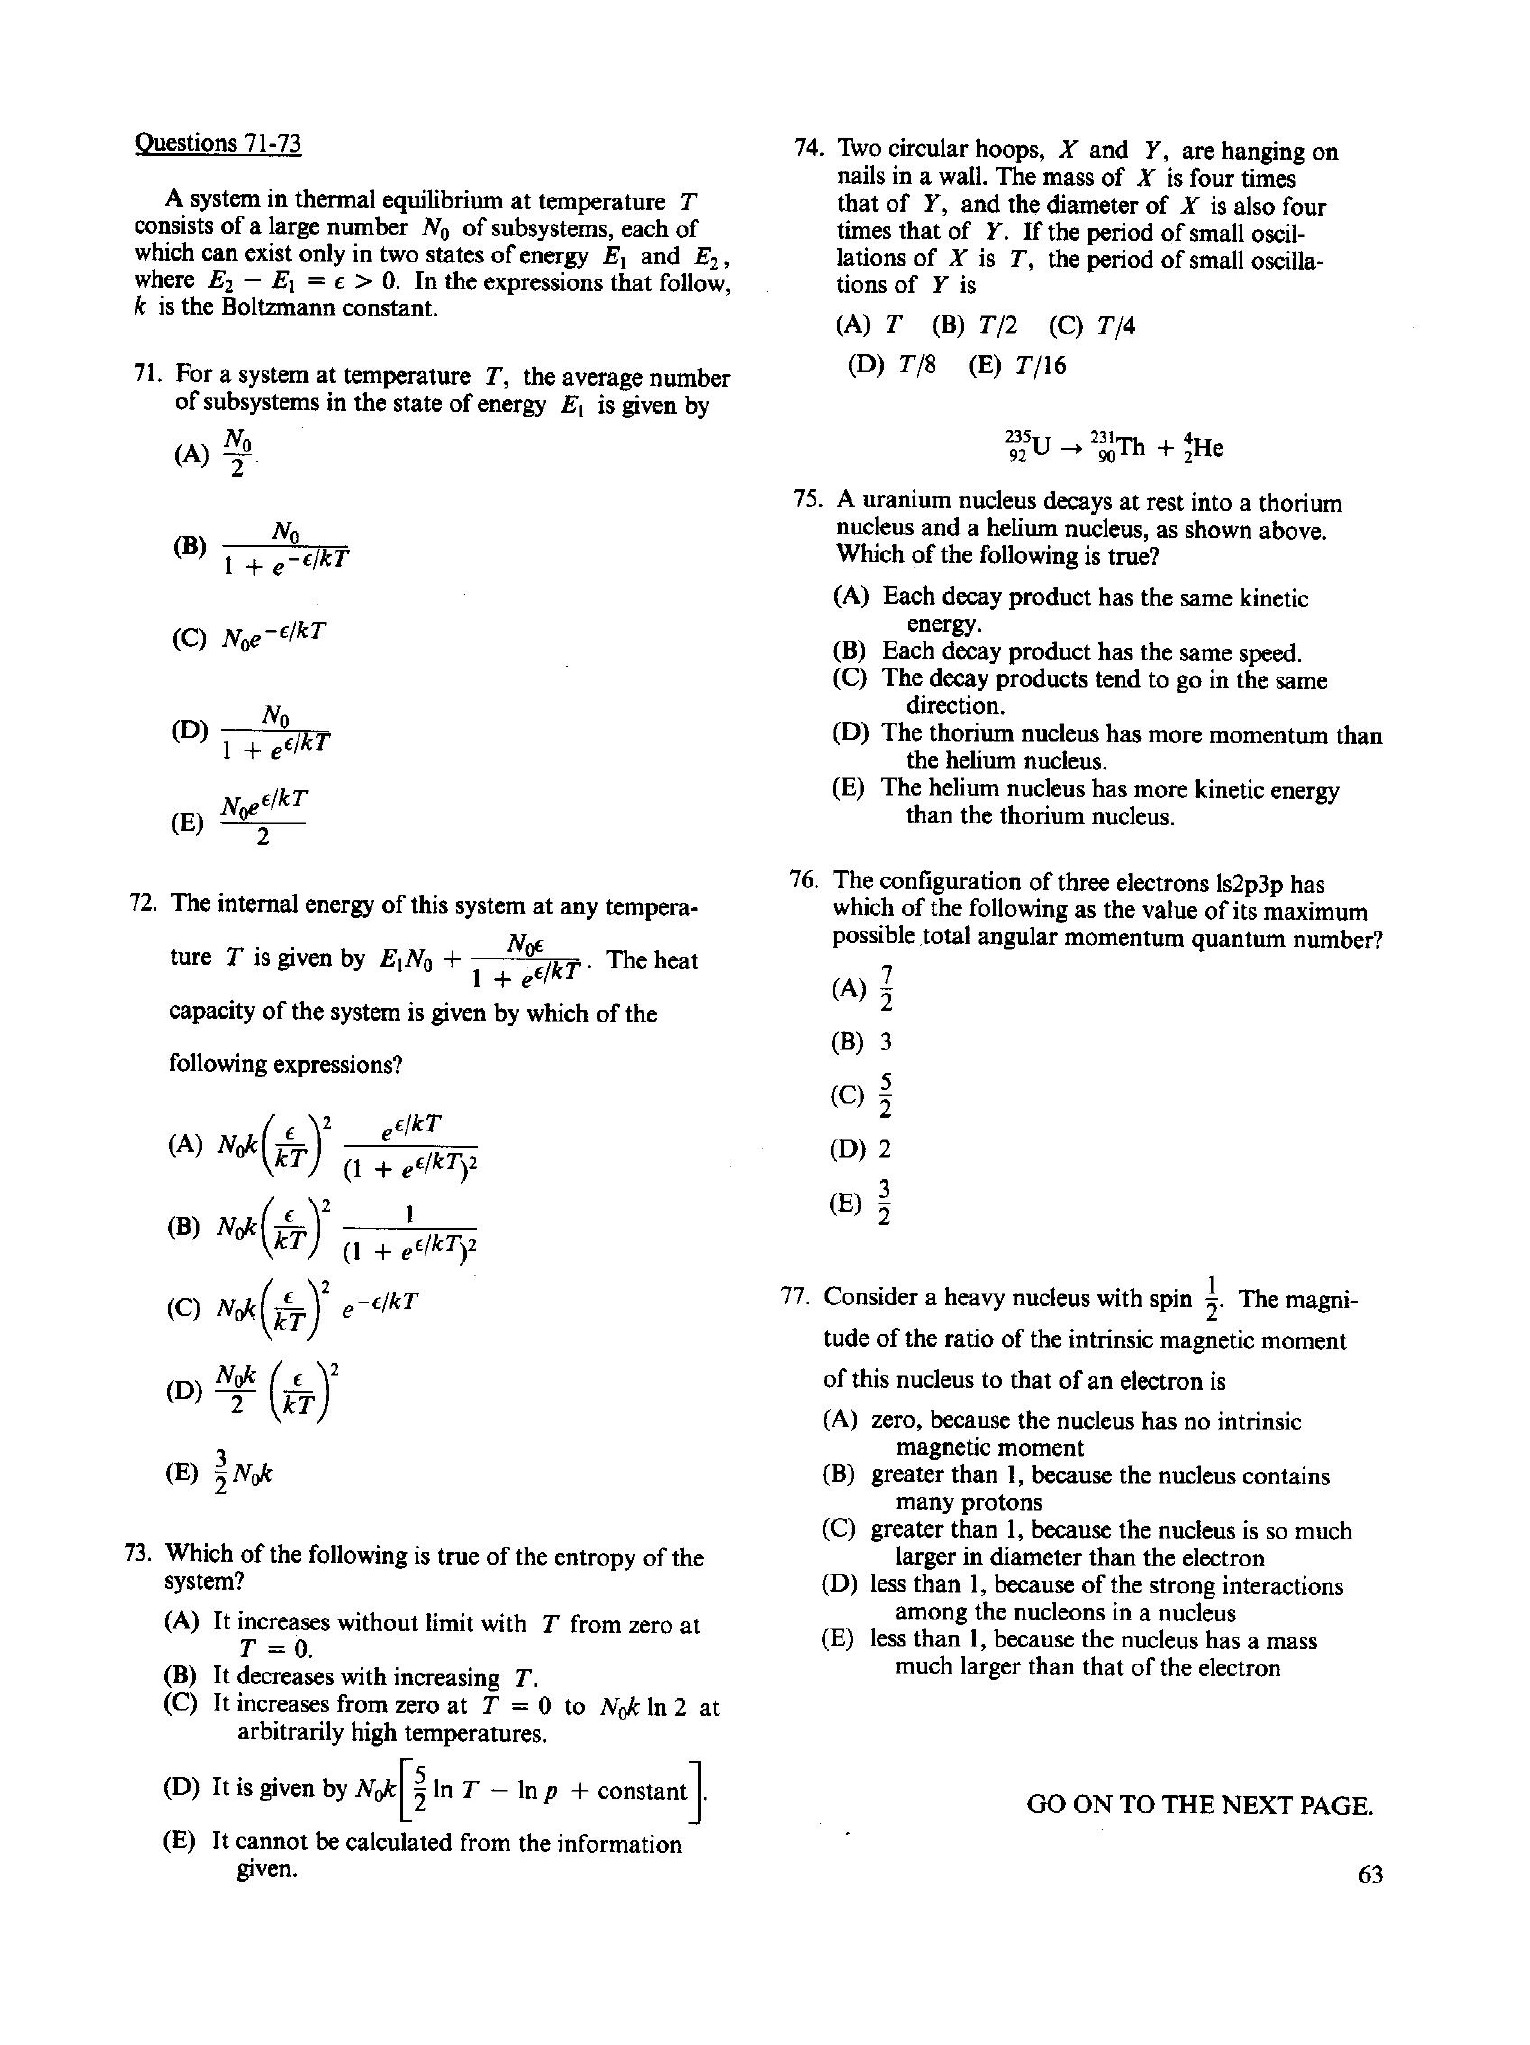 Questions 71-73
A system in thermal equilibrium at temperature T
consists of a large number N₀ of subsystems, each of
which can exist only in two states of energy E₁ and E₂,
where E₂ − E₁ = ϵ > 0. In the expressions that follow,
k is the Boltzmann constant.
71. For a system at temperature T, the average number
of subsystems in the state of energy E₁ is given by
(A) N₀/2
(B) N₀/(1 + e^(−ϵ/kT))
(C) N₀e^(−ϵ/kT)
(D) N₀/(1 + e^(ϵ/kT))
(E) N₀e^(ϵ/kT)/2
72. The internal energy of this system at any tempera-
ture T is given by E₁N₀ + N₀ϵ/(1 + e^(ϵ/kT)). The heat
capacity of the system is given by which of the
following expressions?
(A) N₀k(ϵ/kT)² e^(ϵ/kT)/(1 + e^(ϵ/kT))²
(B) N₀k(ϵ/kT)² 1/(1 + e^(ϵ/kT))²
(C) N₀k(ϵ/kT)² e^(−ϵ/kT)
(D) N₀k/2 (ϵ/kT)²
(E) 3/2 N₀k
73. Which of the following is true of the entropy of the
system?
(A) It increases without limit with T from zero at
T = 0.
(B) It decreases with increasing T.
(C) It increases from zero at T = 0 to N₀k ln 2 at
arbitrarily high temperatures.
(D) It is given by N₀k[5/2 ln T − ln p + constant].
(E) It cannot be calculated from the information
given.
74. Two circular hoops, X and Y, are hanging on
nails in a wall. The mass of X is four times
that of Y, and the diameter of X is also four
times that of Y. If the period of small oscil-
lations of X is T, the period of small oscilla-
tions of Y is
(A) T (B) T/2 (C) T/4
(D) T/8 (E) T/16
²³⁵₉₂U → ²³¹₉₀Th + ⁴₂He
75. A uranium nucleus decays at rest into a thorium
nucleus and a helium nucleus, as shown above.
Which of the following is true?
(A) Each decay product has the same kinetic
energy.
(B) Each decay product has the same speed.
(C) The decay products tend to go in the same
direction.
(D) The thorium nucleus has more momentum than
the helium nucleus.
(E) The helium nucleus has more kinetic energy
than the thorium nucleus.
76. The configuration of three electrons 1s2p3p has
which of the following as the value of its maximum
possible total angular momentum quantum number?
(A) 7/2
(B) 3
(C) 5/2
(D) 2
(E) 3/2
77. Consider a heavy nucleus with spin 1/2. The magni-
tude of the ratio of the intrinsic magnetic moment
of this nucleus to that of an electron is
(A) zero, because the nucleus has no intrinsic
magnetic moment
(B) greater than 1, because the nucleus contains
many protons
(C) greater than 1, because the nucleus is so much
larger in diameter than the electron
(D) less than 1, because of the strong interactions
among the nucleons in a nucleus
(E) less than 1, because the nucleus has a mass
much larger than that of the electron
GO ON TO THE NEXT PAGE.
63